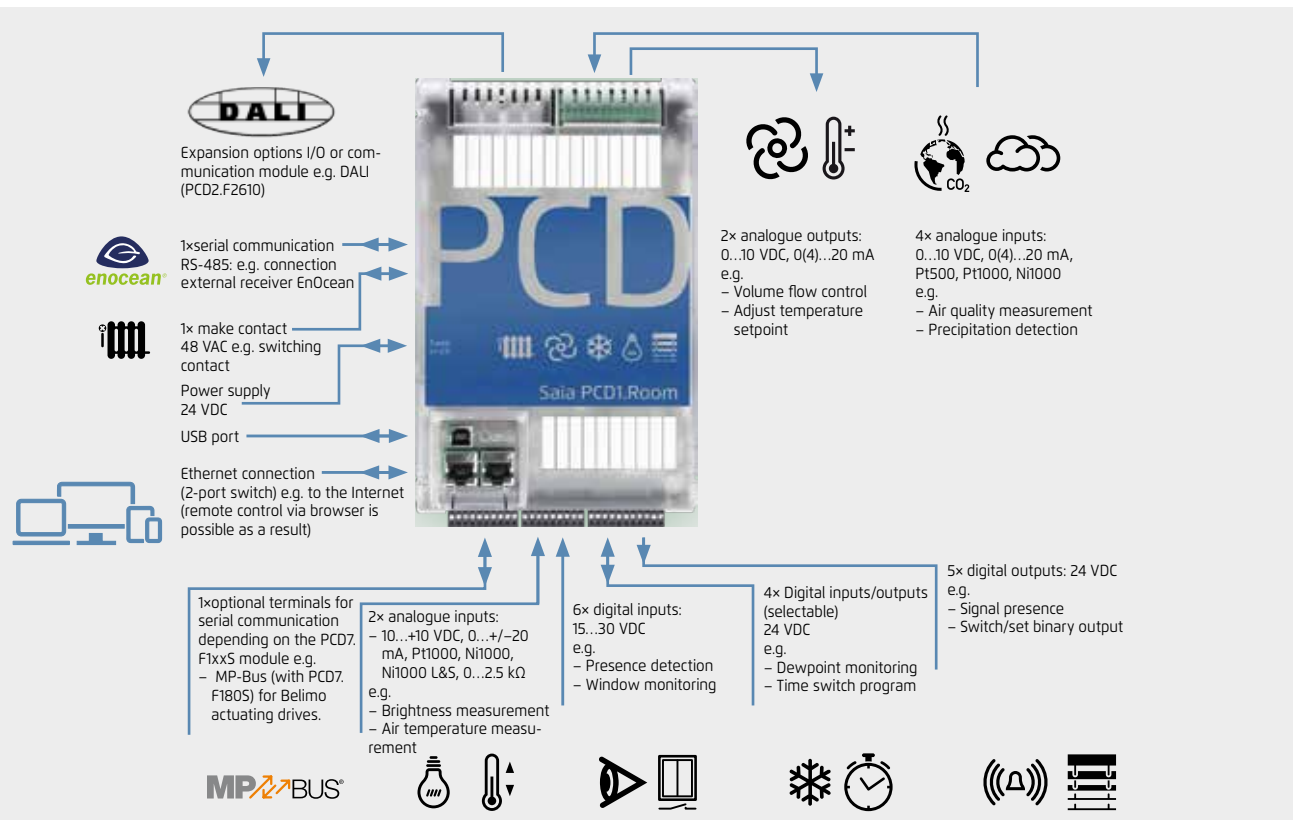 DALI
Expansion options I/O or com-
munication module e.g. DALI
(PCD2.F2610)
enocean®
1×serial communication
RS-485: e.g. connection
external receiver EnOcean
1× make contact
48 VAC e.g. switching
contact
Power supply
24 VDC
USB port
Ethernet connection
(2-port switch) e.g. to the Internet
(remote control via browser is
possible as a result)
PCD
Saia PCD1.Room
CO2
2× analogue outputs:
0...10 VDC, 0(4)...20 mA
e.g.
– Volume flow control
– Adjust temperature
setpoint
4× analogue inputs:
0...10 VDC, 0(4)...20 mA,
Pt500, Pt1000, Ni1000
e.g.
– Air quality measurement
– Precipitation detection
1×optional terminals for
serial communication
depending on the PCD7.
F1xxS module e.g.
– MP-Bus (with PCD7.
F180S) for Belimo
actuating drives.
2× analogue inputs:
– 10...+10 VDC, 0...+/–20
mA, Pt1000, Ni1000,
Ni1000 L&S, 0...2.5 kΩ
e.g.
– Brightness measurement
– Air temperature measu-
rement
6× digital inputs:
15...30 VDC
e.g.
– Presence detection
– Window monitoring
4× Digital inputs/outputs
(selectable)
24 VDC
e.g.
– Dewpoint monitoring
– Time switch program
5× digital outputs: 24 VDC
e.g.
– Signal presence
– Switch/set binary output
MP BUS®